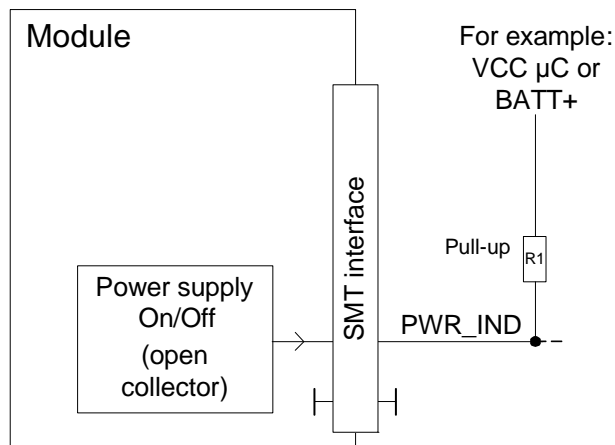 Module
For example:
VCC µC or
BATT+
Pull-up
R1
SMT interface
Power supply
On/Off
(open
collector)
PWR_IND